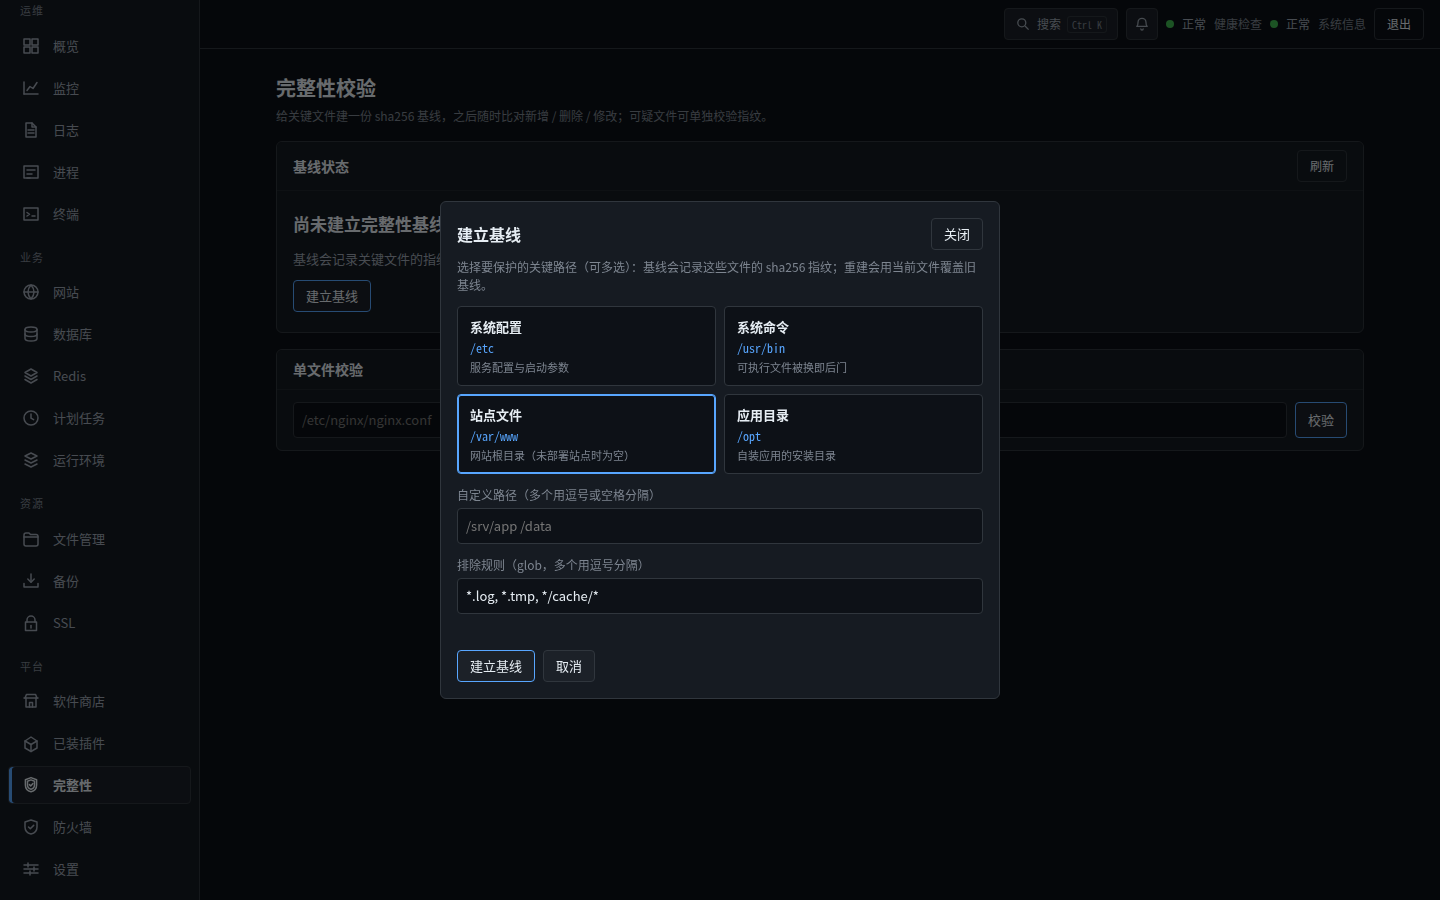 运维
概览
监控
日志
进程
终端
业务
网站
数据库
Redis
计划任务
运行环境
资源
文件管理
备份
SSL
平台
软件商店
已装插件
完整性
防火墙
设置
搜索 Ctrl K
正常 健康检查
正常 系统信息
退出
完整性校验
给关键文件建一份 sha256 基线，之后随时比对新增 / 删除 / 修改；可疑文件可单独校验指纹。
基线状态
刷新
尚未建立完整性基线
基线会记录关键文件的指纹
建立基线
单文件校验
/etc/nginx/nginx.conf
校验
建立基线
关闭
选择要保护的关键路径（可多选）：基线会记录这些文件的 sha256 指纹；重建会用当前文件覆盖旧
基线。
系统配置
/etc
服务配置与启动参数
系统命令
/usr/bin
可执行文件被换即后门
站点文件
/var/www
网站根目录（未部署站点时为空）
应用目录
/opt
自装应用的安装目录
自定义路径（多个用逗号或空格分隔）
/srv/app /data
排除规则（glob，多个用逗号分隔）
*.log, *.tmp, */cache/*
建立基线
取消